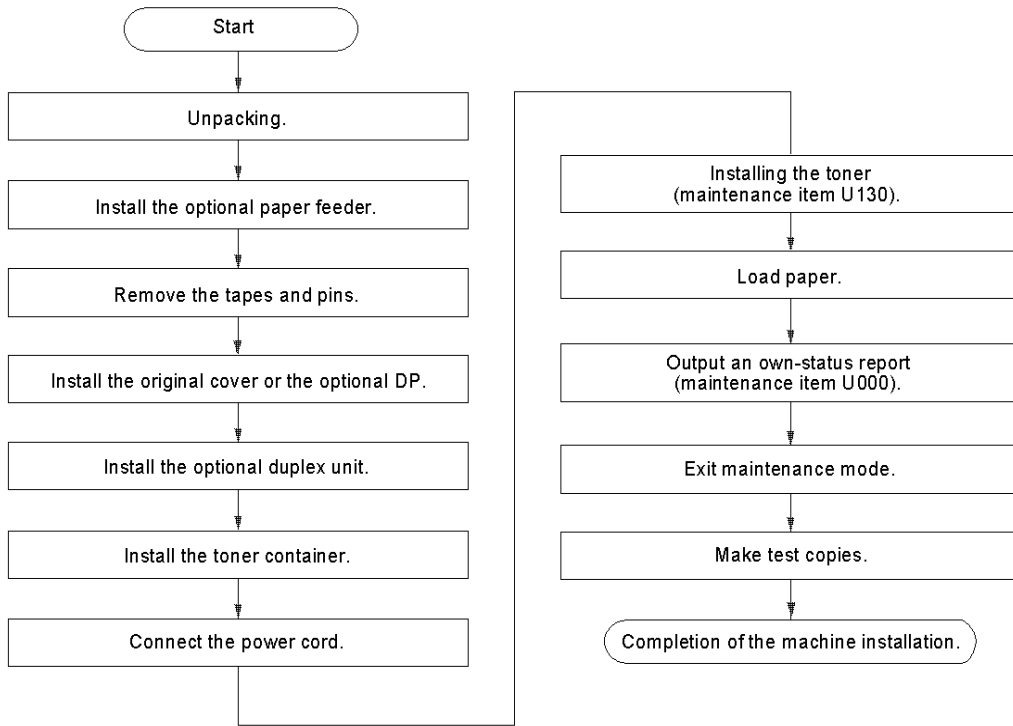 Start
Unpacking.
Install the optional paper feeder.
Remove the tapes and pins.
Install the original cover or the optional DP.
Install the optional duplex unit.
Install the toner container.
Connect the power cord.
Installing the toner
(maintenance item U130).
Load paper.
Output an own-status report
(maintenance item U000).
Exit maintenance mode.
Make test copies.
Completion of the machine installation.